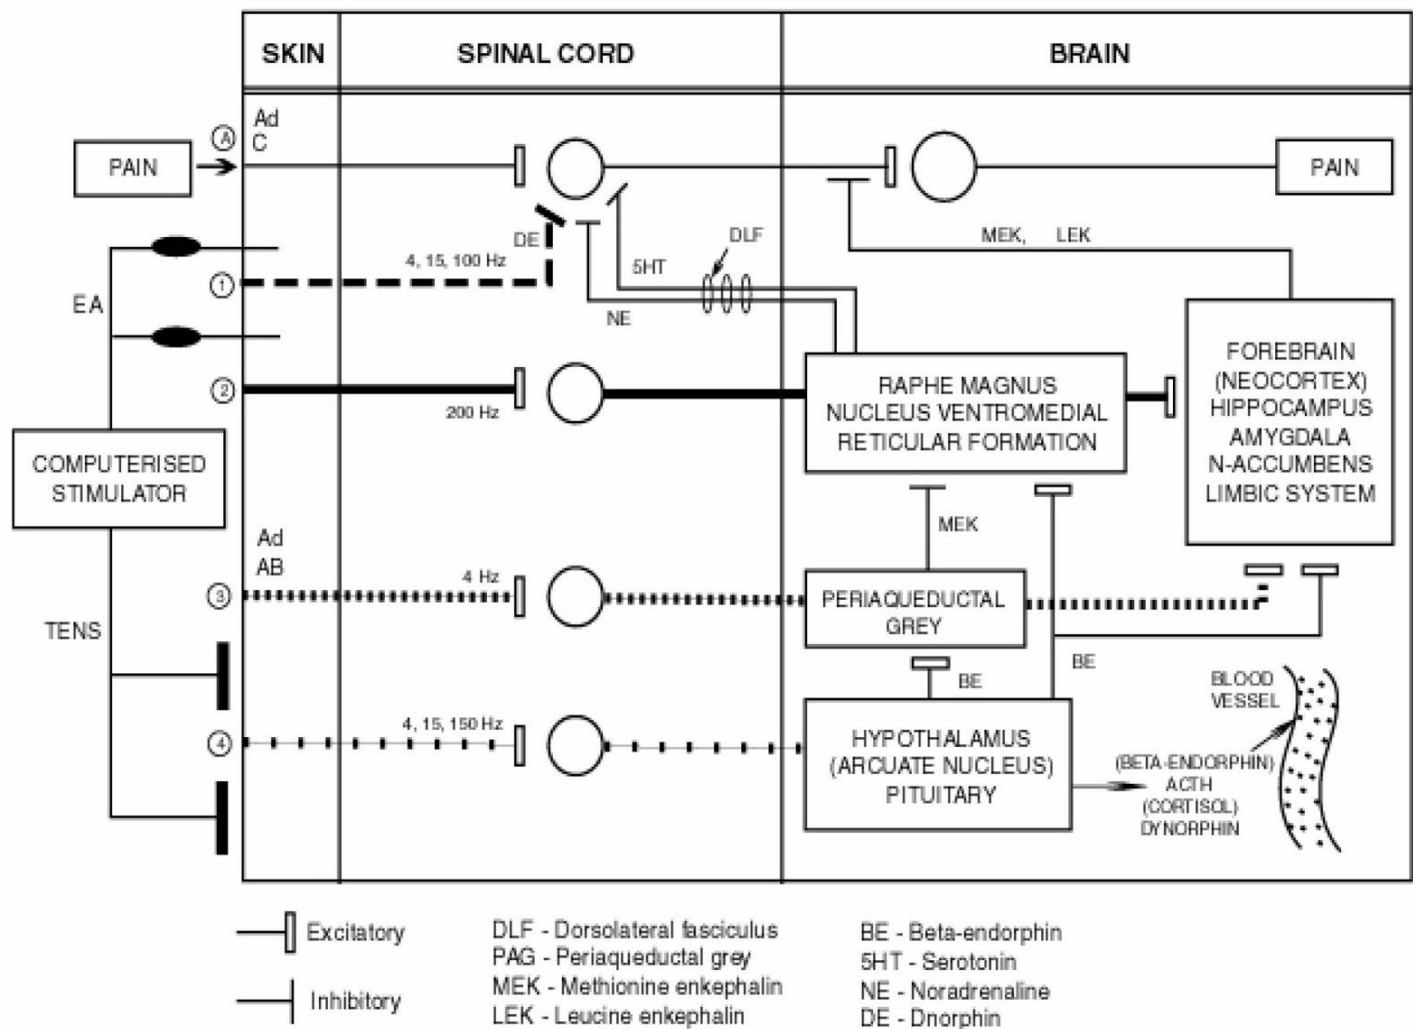 SKIN
SPINAL CORD
BRAIN
A
Ad
C
PAIN
PAIN
DE
4, 15, 100 Hz
5HT
DLF
NE
MEK, LEK
1
EA
2
200 Hz
RAPHE MAGNUS
NUCLEUS VENTROMEDIAL
RETICULAR FORMATION
FOREBRAIN
(NEOCORTEX)
HIPPOCAMPUS
AMYGDALA
N-ACCUMBENS
LIMBIC SYSTEM
COMPUTERISED
STIMULATOR
MEK
Ad
AB
3
4 Hz
PERIAQUEDUCTAL
GREY
TENS
BE
BE
BLOOD
VESSEL
4
4, 15, 150 Hz
HYPOTHALAMUS
(ARCUATE NUCLEUS)
PITUITARY
(BETA-ENDORPHIN)
ACTH
(CORTISOL)
DYNORPHIN
Excitatory
Inhibitory
DLF - Dorsolateral fasciculus
PAG - Periaqueductal grey
MEK - Methionine enkephalin
LEK - Leucine enkephalin
BE - Beta-endorphin
5HT - Serotonin
NE - Noradrenaline
DE - Dnorphin